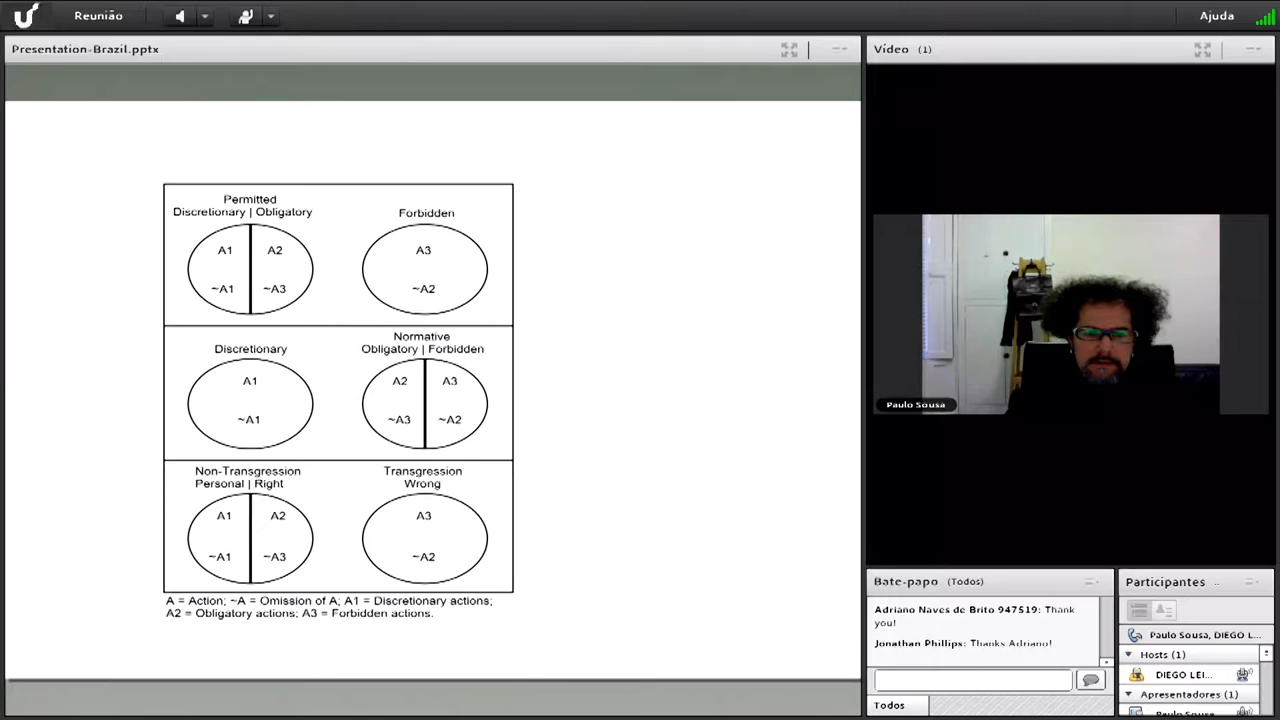 Reunião
Ajuda
Presentation-Brazil.pptx
Permitted
Discretionary | Obligatory
Forbidden
A1 A2
~A1 ~A3
A3
~A2
Discretionary
Normative
Obligatory | Forbidden
A1
~A1
A2 A3
~A3 ~A2
Non-Transgression
Personal | Right
Transgression
Wrong
A1 A2
~A1 ~A3
A3
~A2
A = Action; ~A = Omission of A; A1 = Discretionary actions;
A2 = Obligatory actions; A3 = Forbidden actions.
Vídeo (1)
Paulo Sousa
Bate-papo (Todos)
Adriano Naves de Brito 947519: Thank
you!
Jonathan Phillips: Thanks Adriano!
Todos
Participantes ..
Paulo Sousa, DIEGO L...
Hosts (1)
DIEGO LEI...
Apresentadores (1)
Paulo Sousa